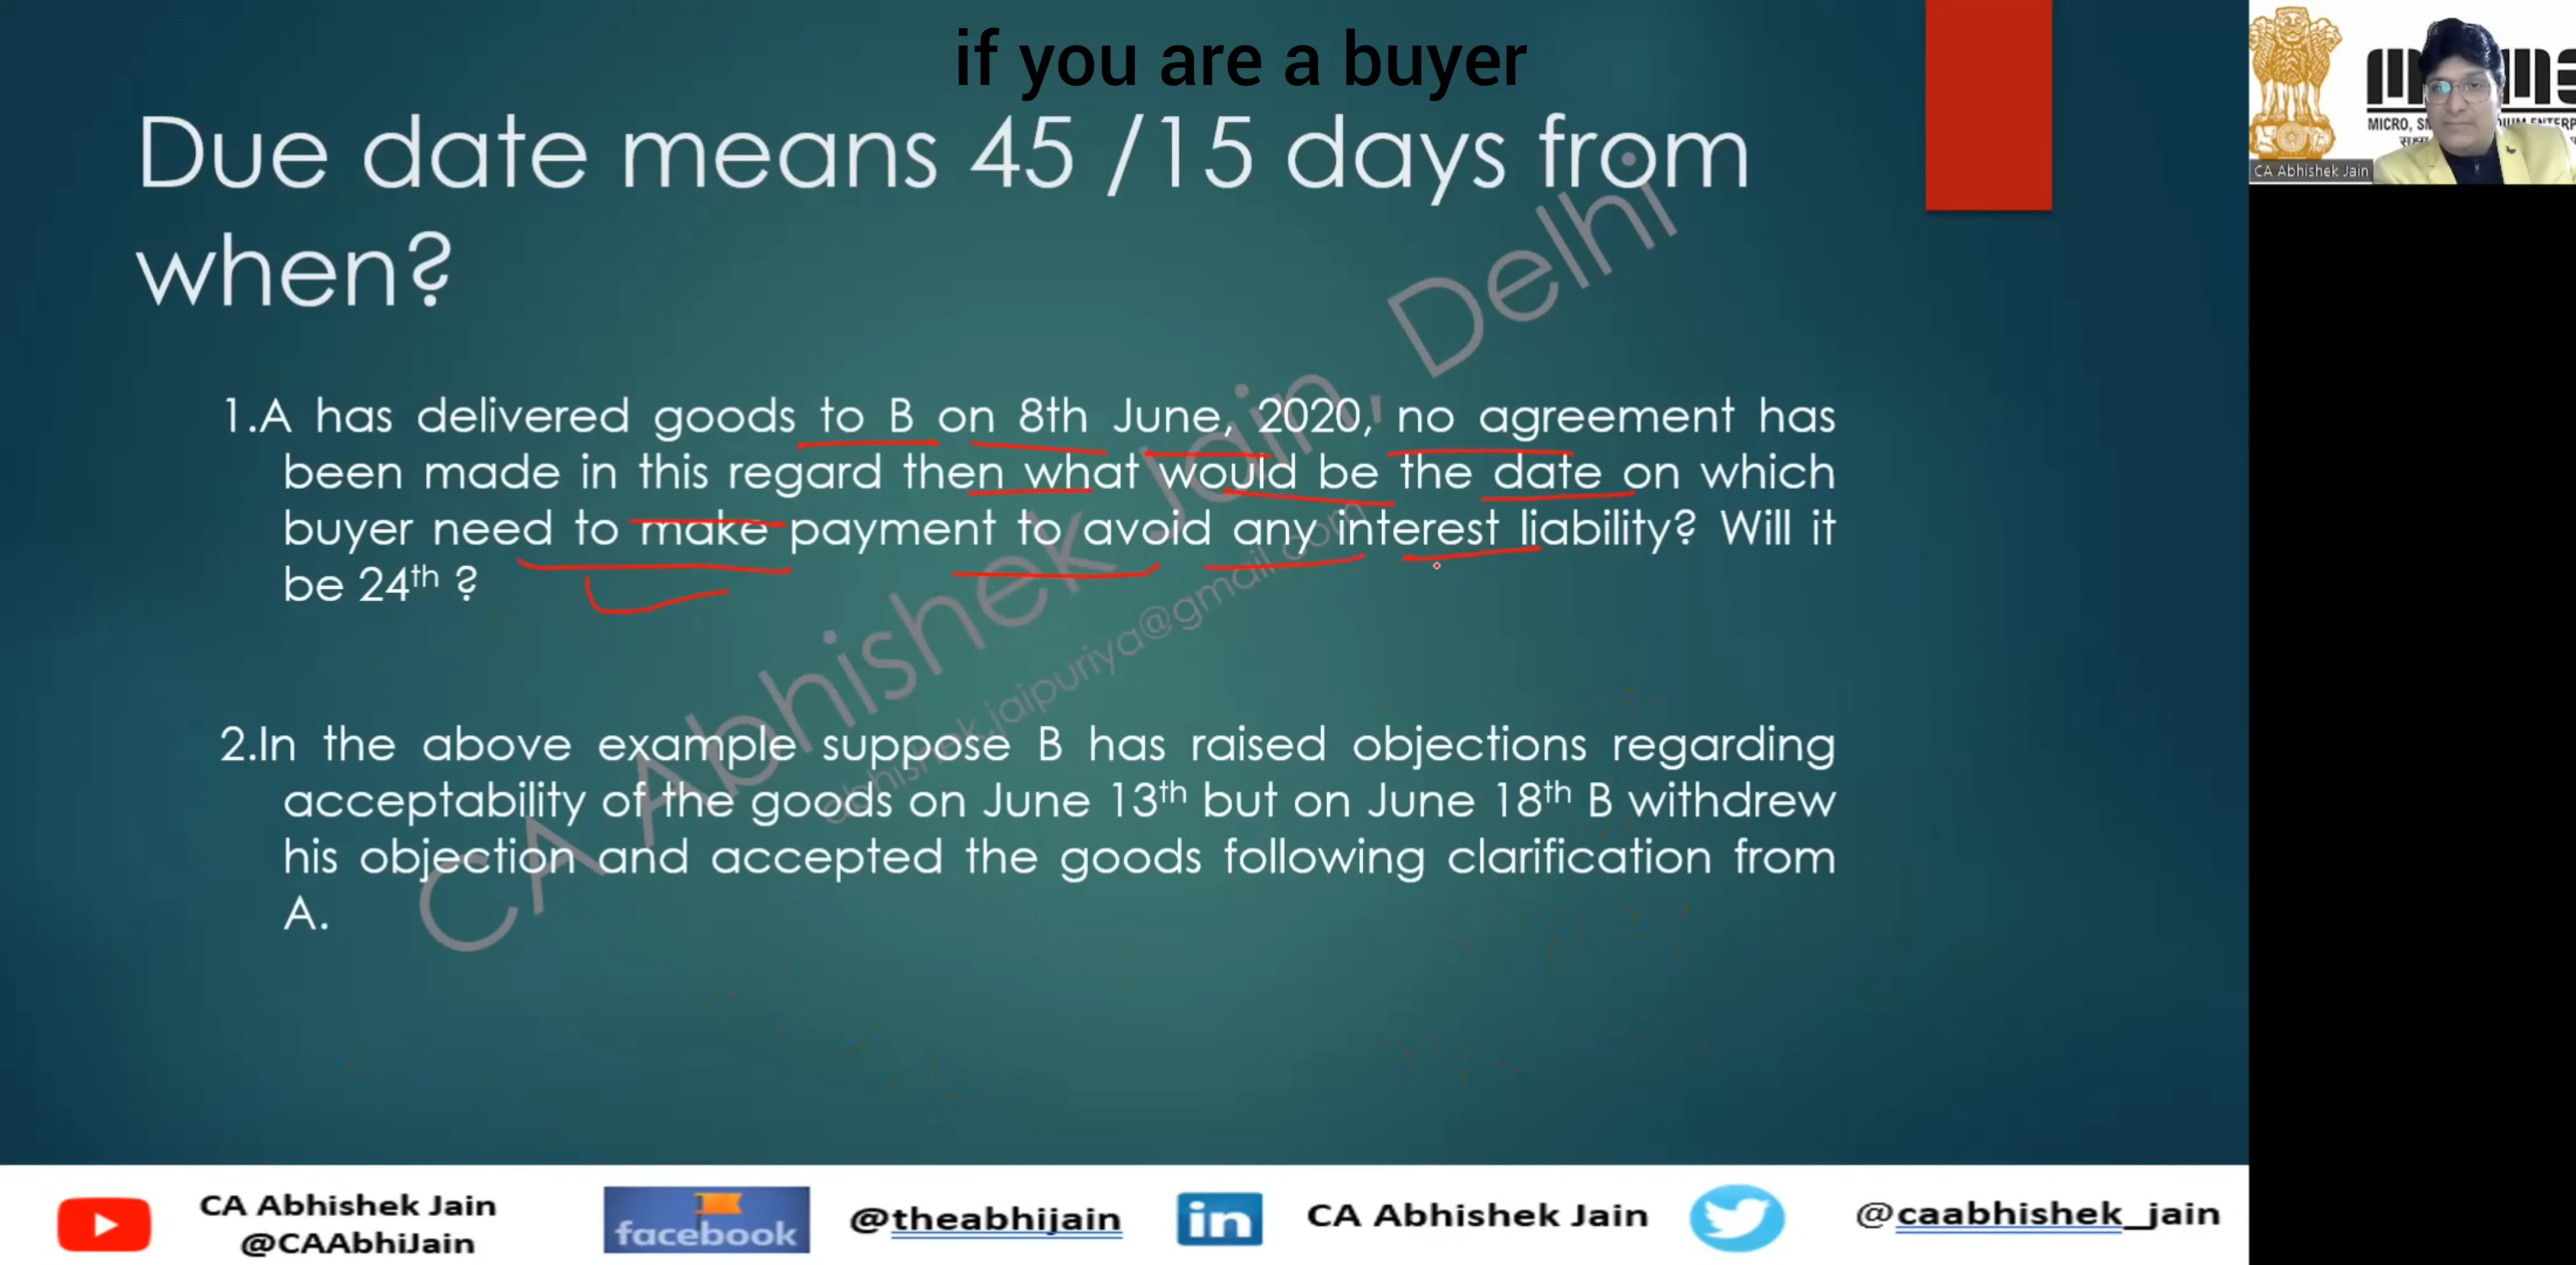 if you are a buyer
Due date means 45 /15 days from
when?
1.A has delivered goods to B on 8th June, 2020, no agreement has
been made in this regard then what would be the date on which
buyer need to make payment to avoid any interest liability? Will it
be 24th ?
2.In the above example suppose B has raised objections regarding
acceptability of the goods on June 13th but on June 18th B withdrew
his objection and accepted the goods following clarification from
A.
CA Abhishek Jain, Delhi
abhishek.jaipuriya@gmail.com
MICRO,
CA Abhishek Jain
CA Abhishek Jain
@CAAbhiJain
facebook
@theabhijain
in
CA Abhishek Jain
@caabhishek_jain